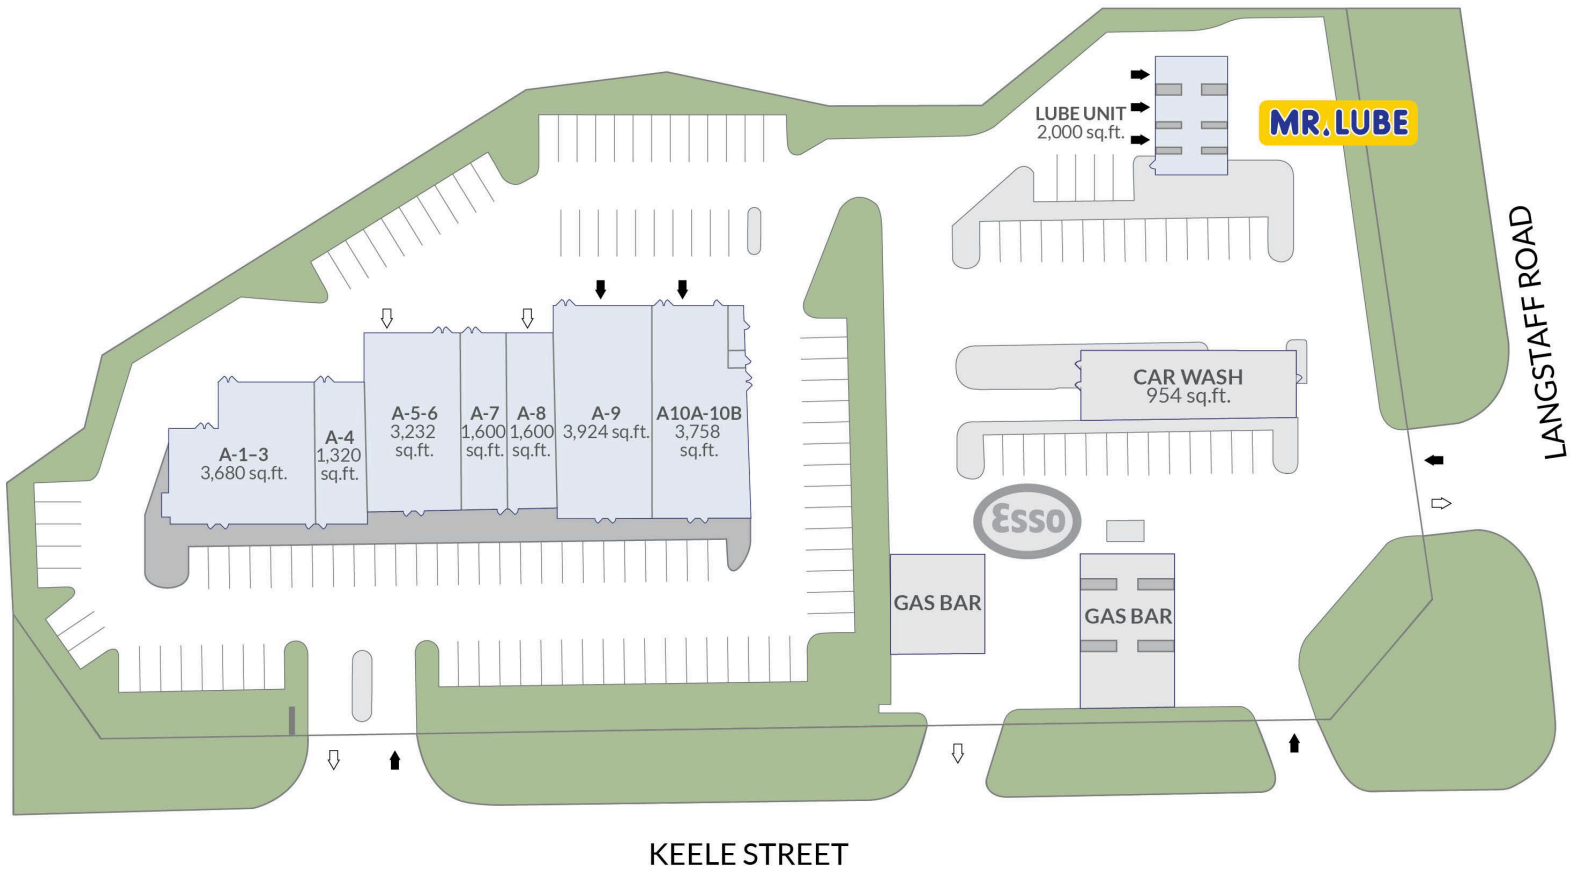 LUBE UNIT
2,000 sq.ft.
MR.LUBE
LANGSTAFF ROAD
CAR WASH
954 sq.ft.
A-1–3
3,680 sq.ft.
A-4
1,320
sq.ft.
A-5-6
3,232
sq.ft.
A-7
1,600
sq.ft.
A-8
1,600
sq.ft.
A-9
3,924 sq.ft.
A10A-10B
3,758
sq.ft.
Esso
GAS BAR
GAS BAR
KEELE STREET